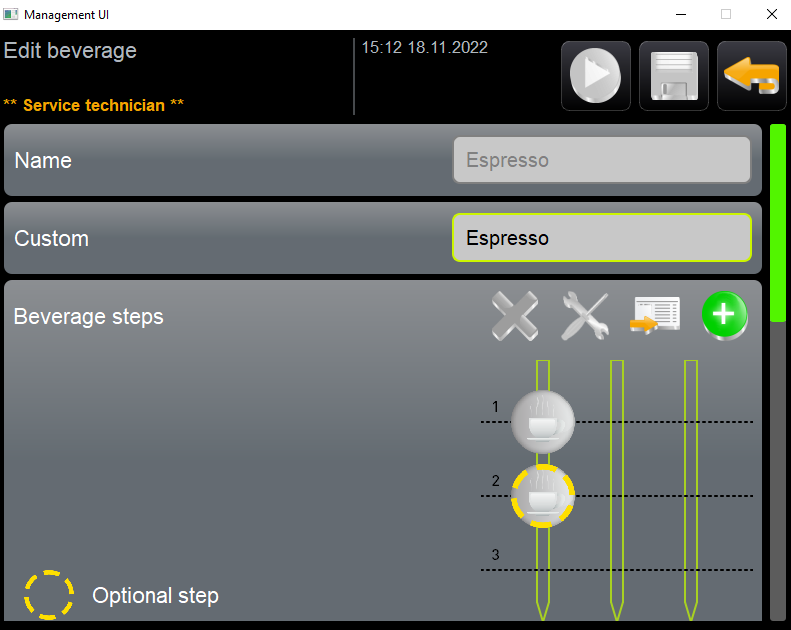 Management UI
Edit beverage
15:12 18.11.2022
** Service technician **
Name
Espresso
Custom
Espresso
Beverage steps
1
2
3
Optional step